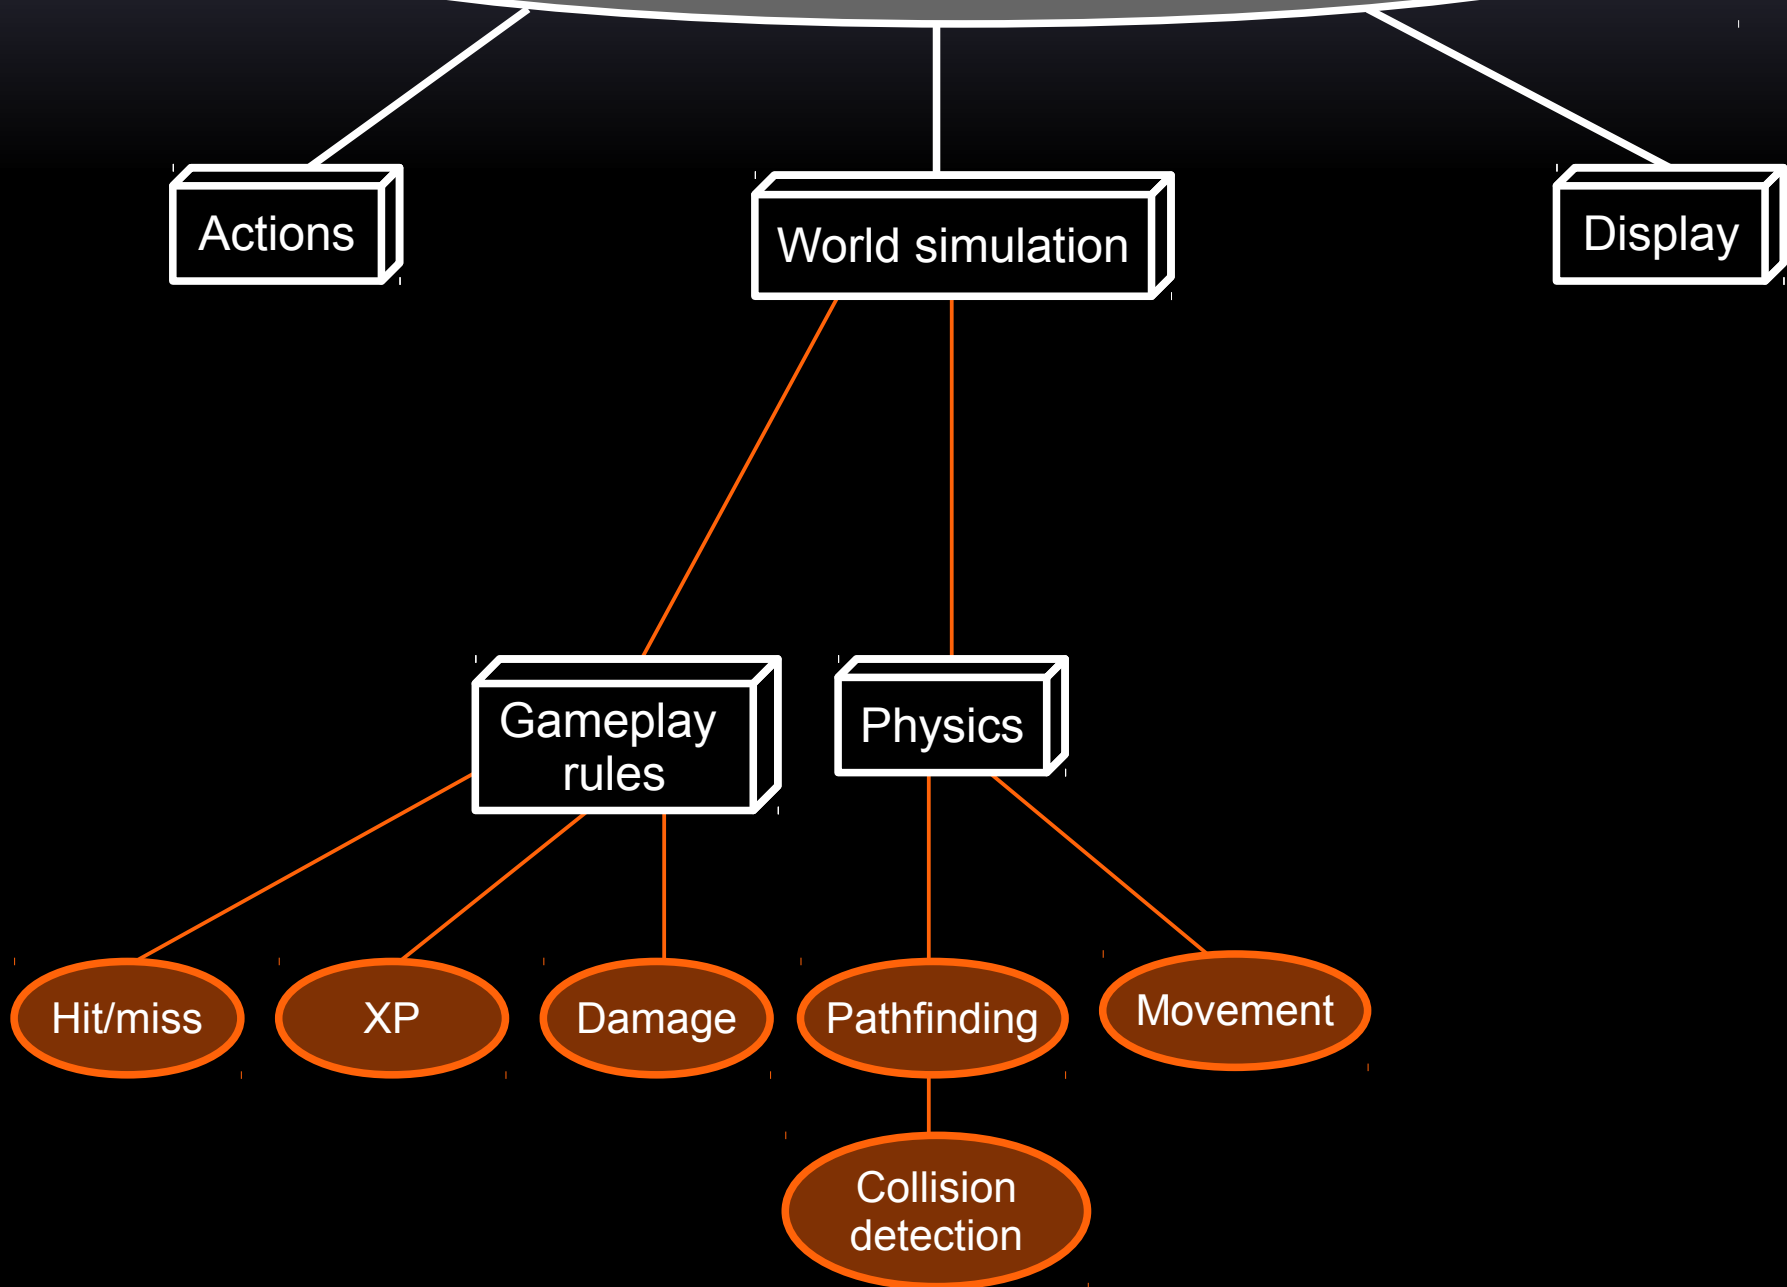 Actions
World simulation
Display
Gameplay
rules
Physics
Hit/miss
XP
Damage
Pathfinding
Movement
Collision
detection